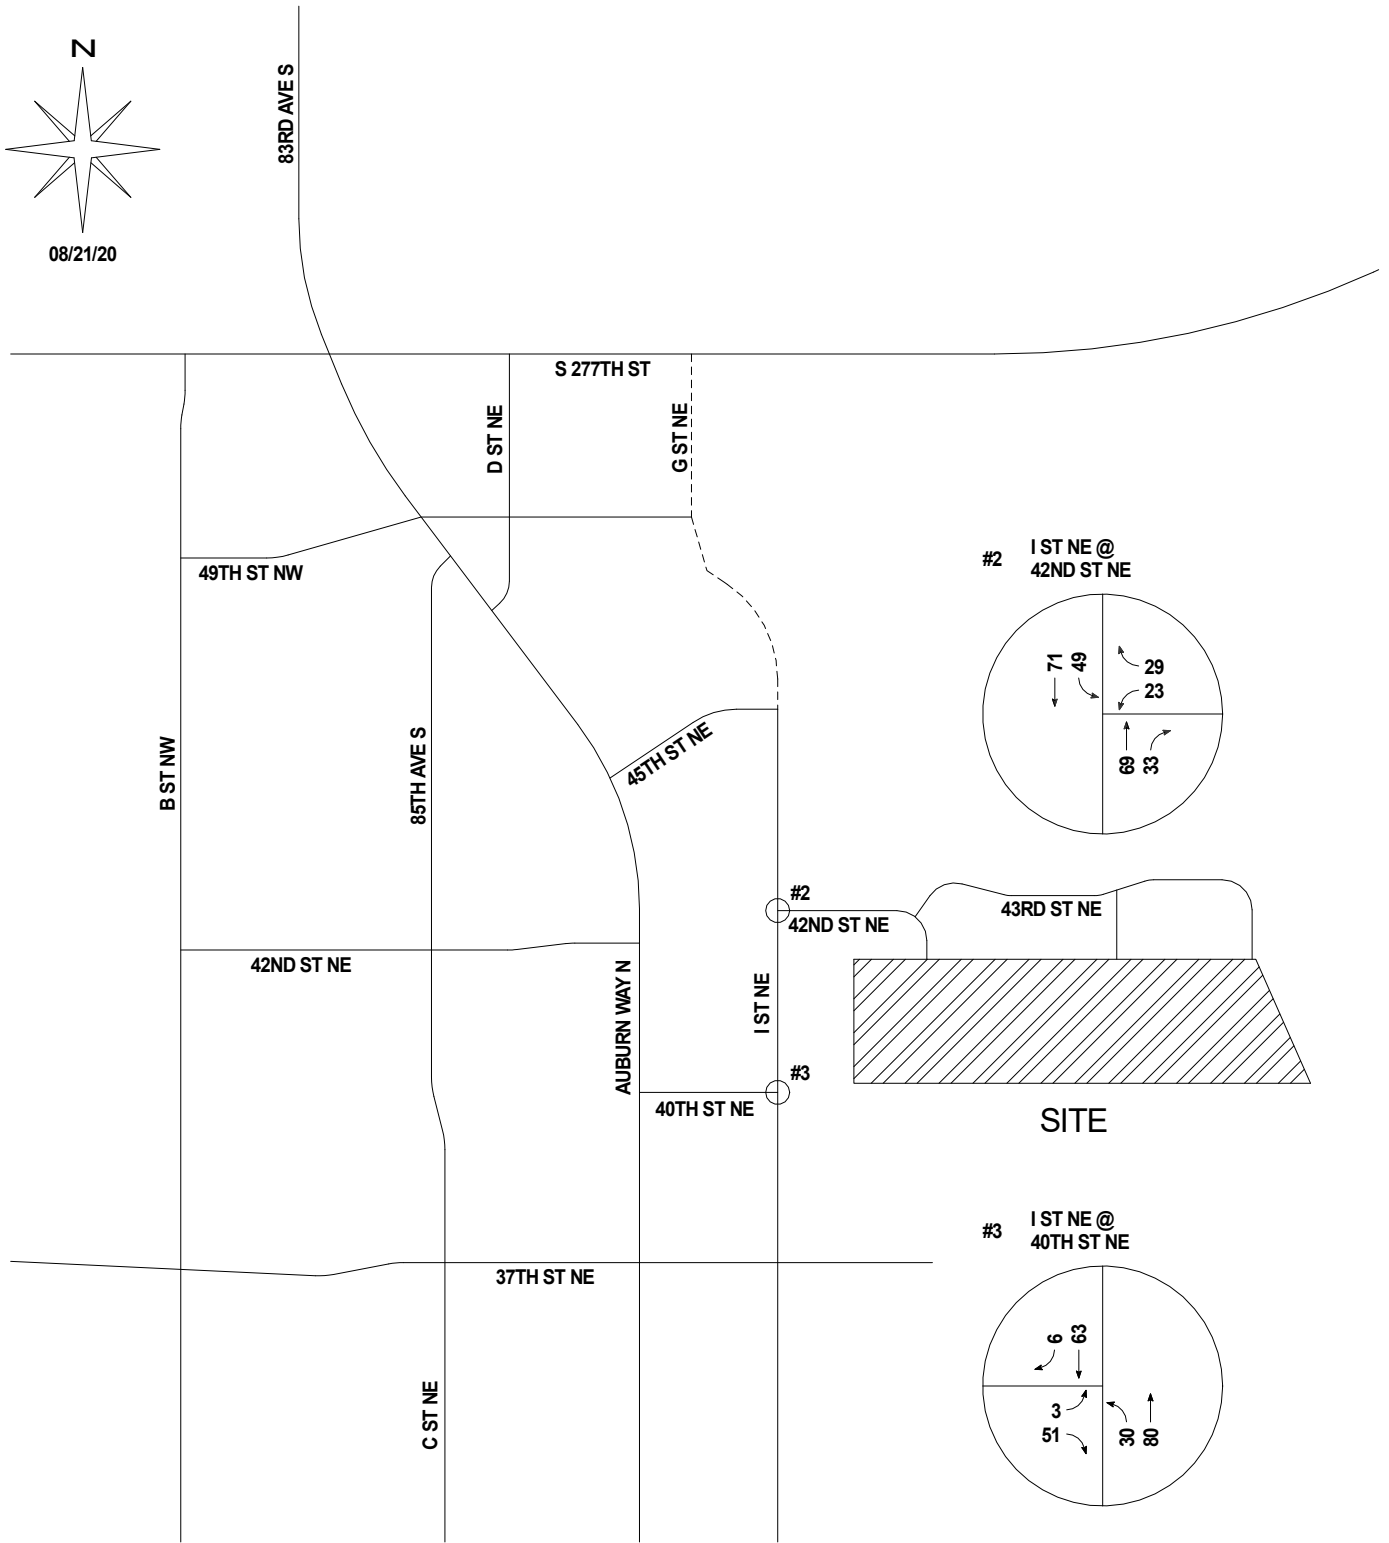 N
83RD AVE S
08/21/20
S 277TH ST
D ST NE
G ST NE
#2
I ST NE @
42ND ST NE
49TH ST NW
71
49
29
23
69
33
B ST NW
85TH AVE S
45TH ST NE
#2
42ND ST NE
43RD ST NE
42ND ST NE
AUBURN WAY N
I ST NE
#3
40TH ST NE
SITE
#3
I ST NE @
40TH ST NE
37TH ST NE
6
63
3
51
30
80
C ST NE